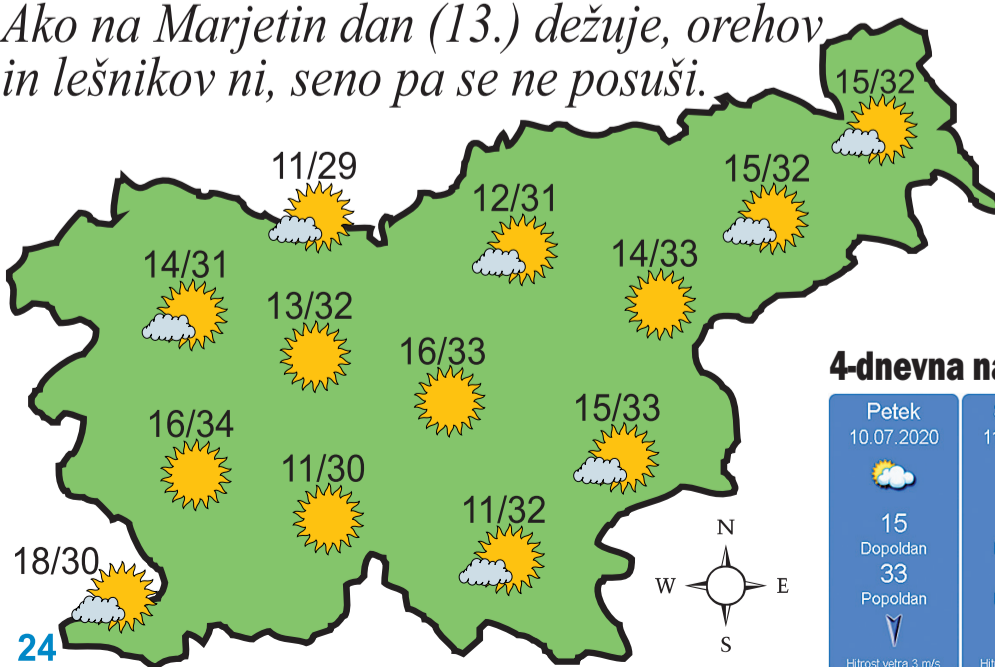 Ako na Marjetin dan (13.) dežuje, orehov
in lešnikov ni, seno pa se ne posuši.
15/32
11/29
15/32
12/31
14/33
14/31
13/32
16/33
15/33
16/34
11/30
11/32
18/30
24
N
W E
S
4-dnevna
Petek
10.07.2020
15
Dopoldan
33
Popoldan
Hitrost vetra 3 m/s